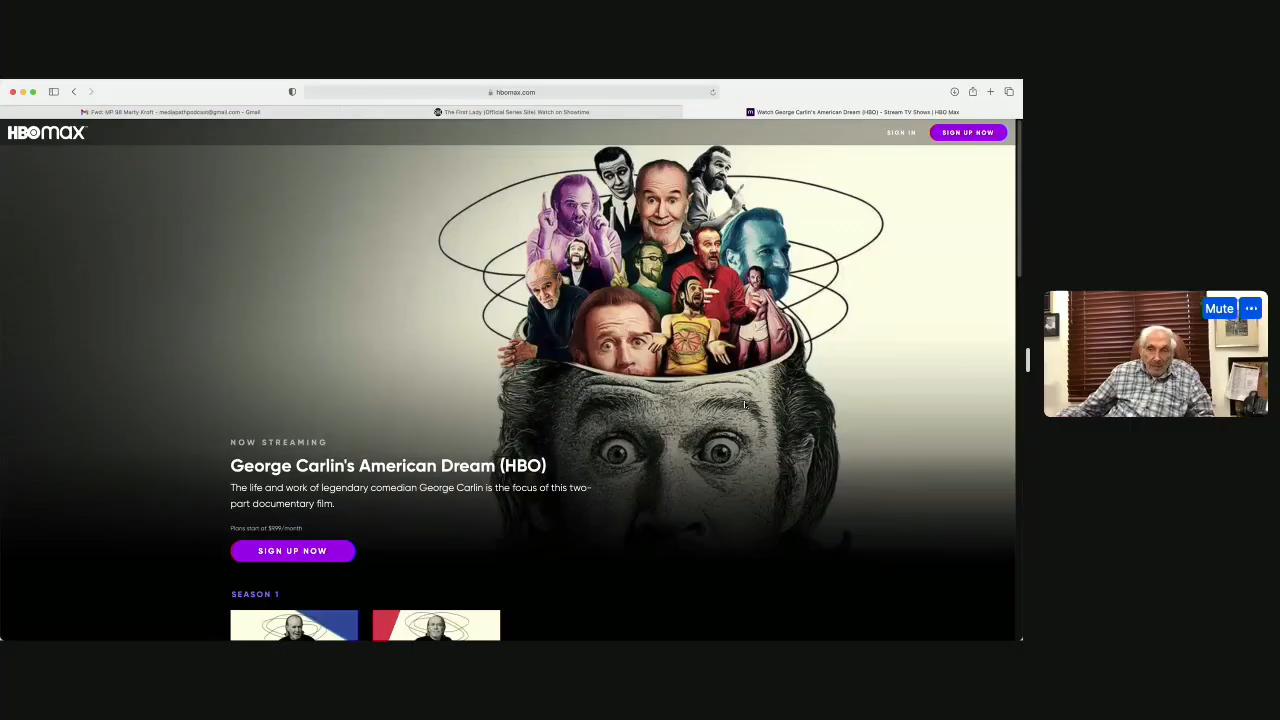 hbomax.com
Fwd: MP 98 Marty Kroft - mediapathpodcast@gmail.com - Gmail
The First Lady (Official Series Site) Watch on Showtime
Watch George Carlin's American Dream (HBO) - Stream TV Shows | HBO Max
HBOMAX
SIGN IN
SIGN UP NOW
Mute
NOW STREAMING
George Carlin's American Dream (HBO)
The life and work of legendary comedian George Carlin is the focus of this two-
part documentary film.
Plans start at $9.99/month
SIGN UP NOW
SEASON 1